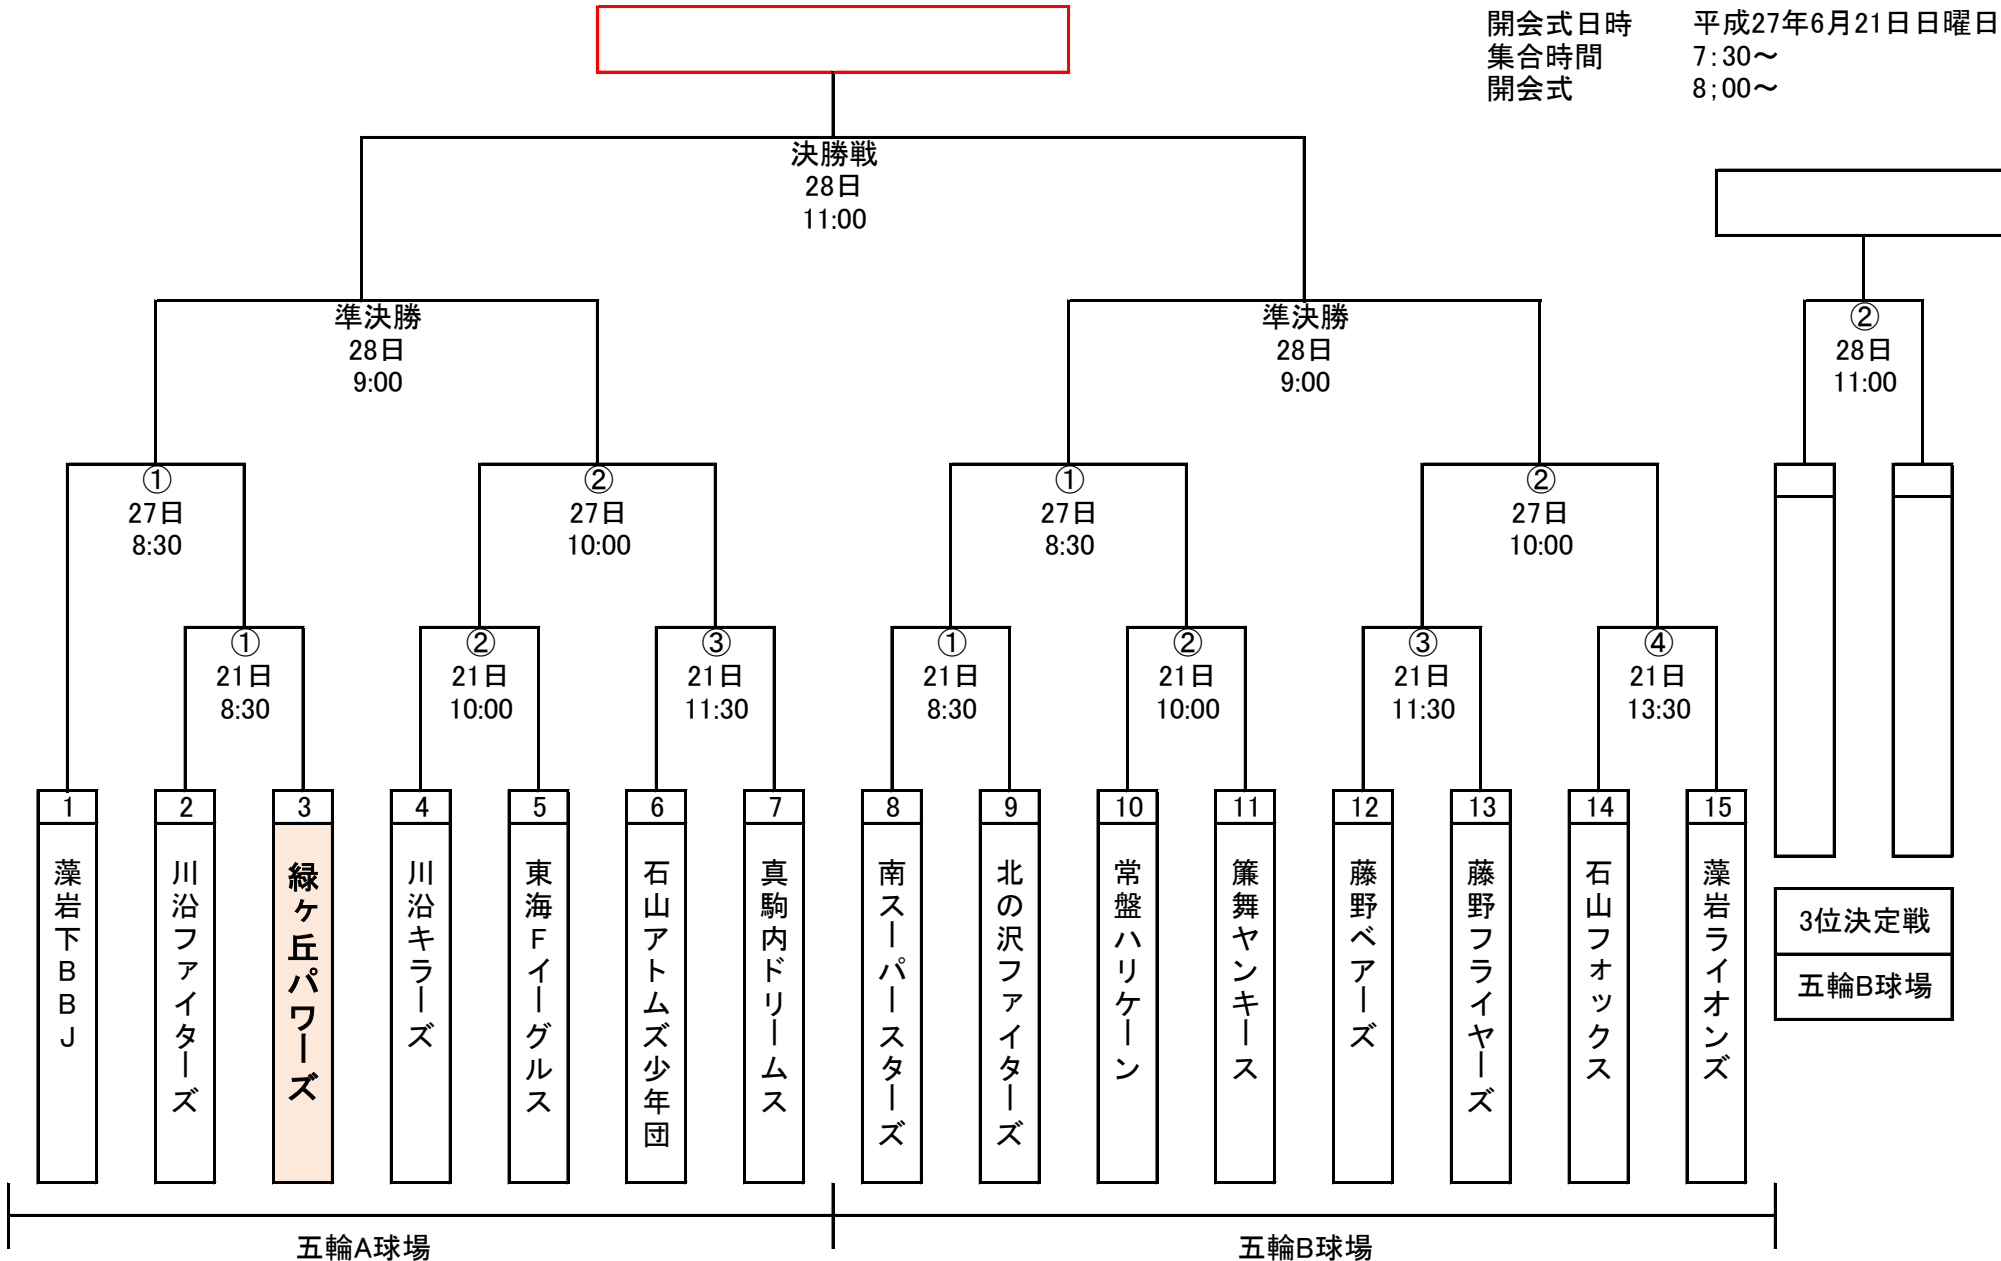 開会式日時 平成27年6月21日日曜日
集合時間 7:30～
開会式 8;00～
決勝戦
28日
11:00
準決勝
28日
9:00
準決勝
28日
9:00
②
28日
11:00
①
27日
8:30
②
27日
10:00
①
27日
8:30
②
27日
10:00
①
21日
8:30
②
21日
10:00
③
21日
11:30
①
21日
8:30
②
21日
10:00
③
21日
11:30
④
21日
13:30
1
藻岩下BBJ
2
川沿ファイターズ
3
緑ヶ丘パワーズ
4
川沿キラーズ
5
東海Fイーグルス
6
石山アトムズ少年団
7
真駒内ドリームス
8
南スーパースターズ
9
北の沢ファイターズ
10
常盤ハリケーン
11
簾舞ヤンキース
12
藤野ベアーズ
13
藤野フライヤーズ
14
石山フォックス
15
藻岩ライオンズ
3位決定戦
五輪B球場
五輪A球場
五輪B球場